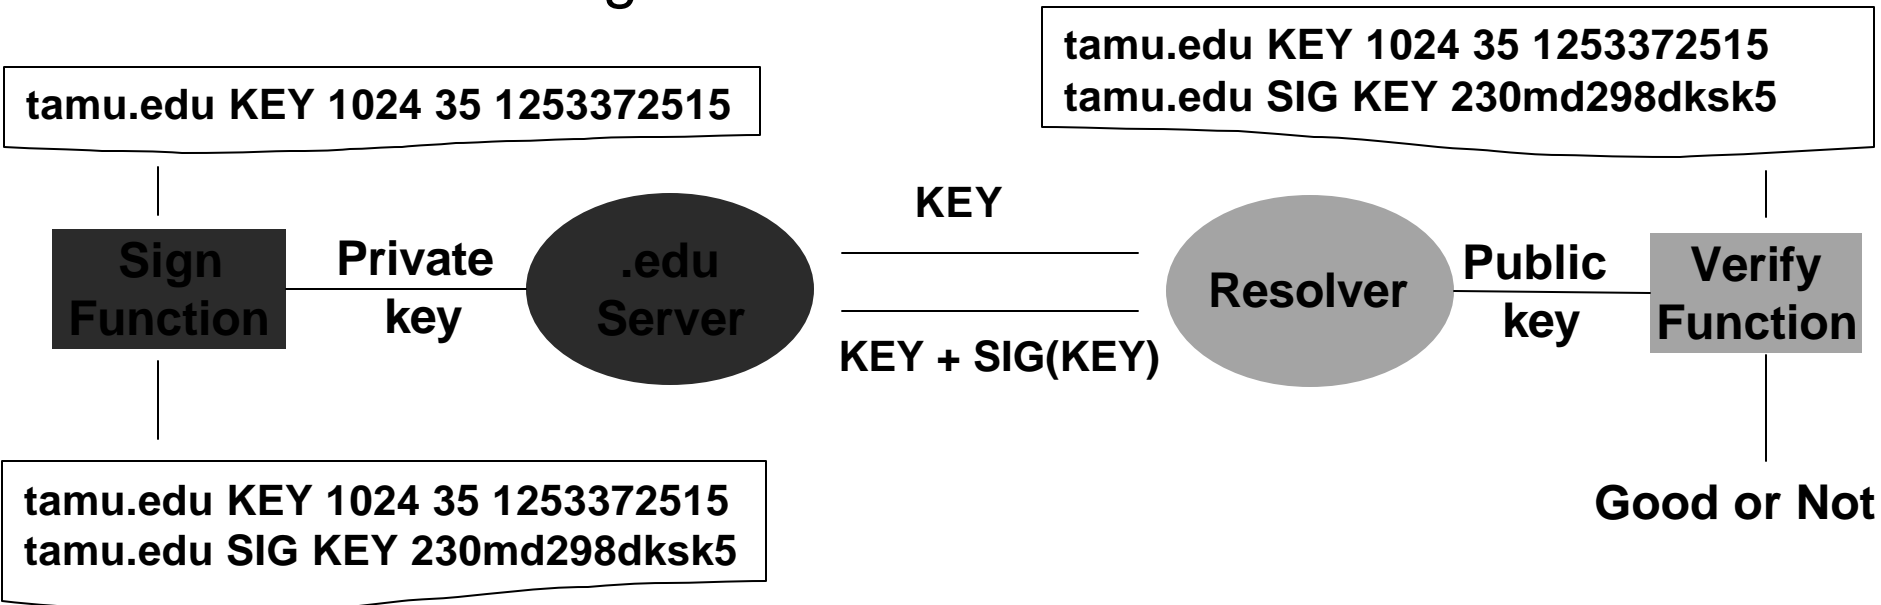 tamu.edu KEY 1024 35 1253372515
tamu.edu KEY 1024 35 1253372515
tamu.edu SIG KEY 230md298dksk5
Sign
Function
Private
key
.edu
Server
KEY
KEY + SIG(KEY)
Resolver
Public
key
Verify
Function
tamu.edu KEY 1024 35 1253372515
tamu.edu SIG KEY 230md298dksk5
Good or Not